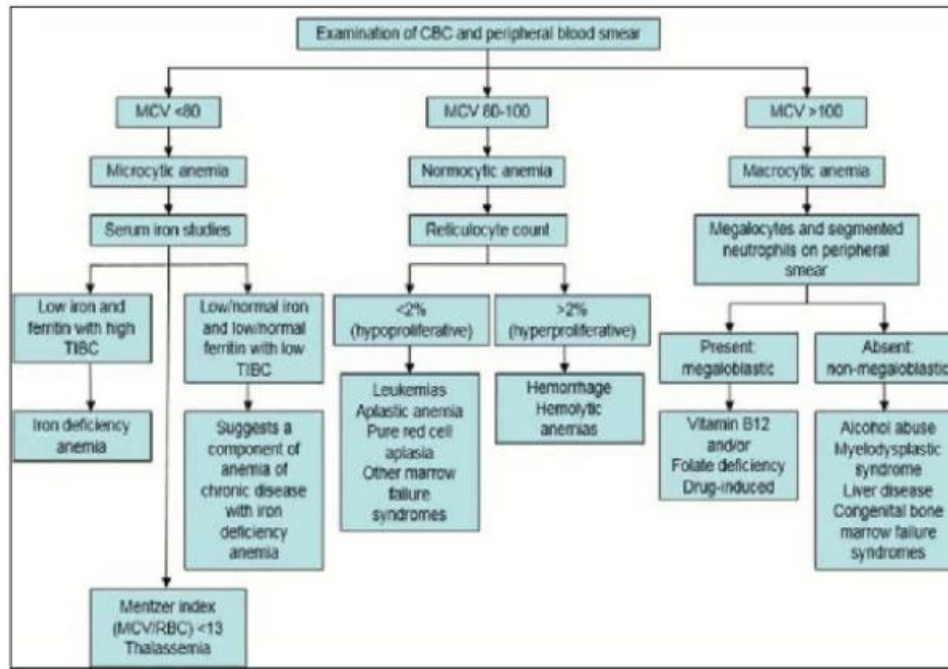 Examination of CBC and peripheral blood smear
MCV <80
MCV 80-100
MCV >100
Microcytic anemia
Normocytic anemia
Macrocytic anemia
Serum iron studies
Reticulocyte count
Megalocytes and segmented
neutrophils on peripheral
smear
Low iron and
ferritin with high
TIBC
Low/normal iron
and low/normal
ferritin with low
TIBC
<2%
(hypoproliferative)
>2%
(hyperproliferative)
Present:
megaloblastic
Absent:
non-megaloblastic
Iron deficiency
anemia
Suggests a
component of
anemia of
chronic disease
with iron
deficiency
anemia
Leukemias
Aplastic anemia
Pure red cell
aplasia
Other marrow
failure
syndromes
Hemorrhage
Hemolytic
anemias
Vitamin B12
and/or
Folate deficiency
Drug-induced
Alcohol abuse
Myelodysplastic
syndrome
Liver disease
Congenital bone
marrow failure
syndromes
Mentzer index
(MCV/RBC) <13
Thalassemia